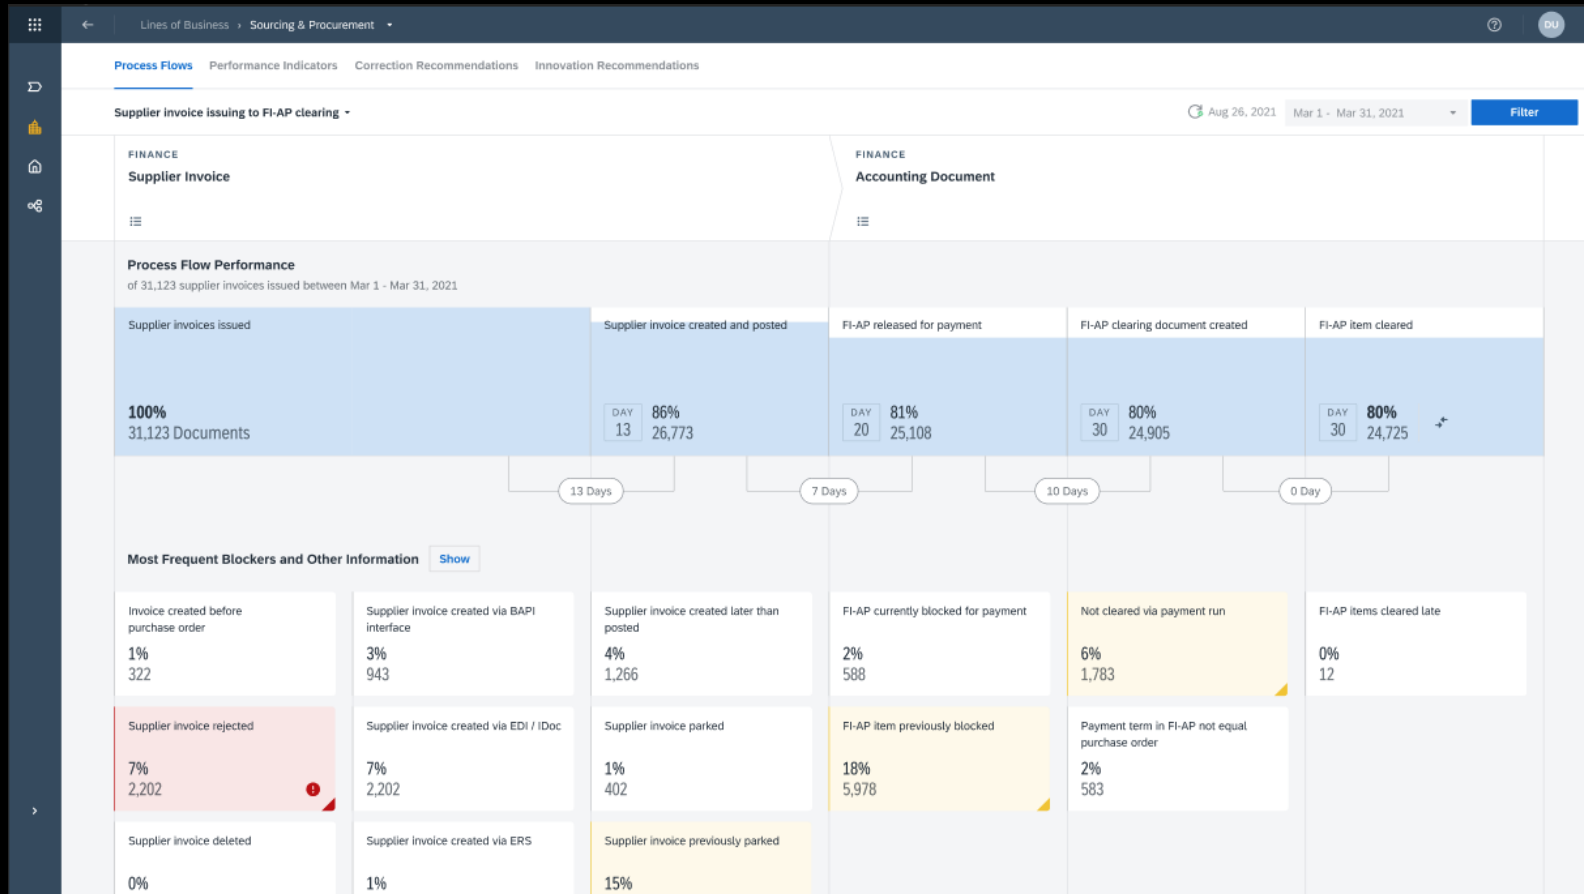 Lines of Business › Sourcing & Procurement
DU
Process Flows Performance Indicators Correction Recommendations Innovation Recommendations
Supplier invoice issuing to FI-AP clearing
Aug 26, 2021
Mar 1 - Mar 31, 2021
Filter
FINANCE
Supplier Invoice
FINANCE
Accounting Document
Process Flow Performance
of 31,123 supplier invoices issued between Mar 1 - Mar 31, 2021
Supplier invoices issued
100%
31,123 Documents
Supplier invoice created and posted
DAY
13
86%
26,773
FI-AP released for payment
DAY
20
81%
25,108
FI-AP clearing document created
DAY
30
80%
24,905
FI-AP item cleared
DAY
30
80%
24,725
13 Days
7 Days
10 Days
0 Day
Most Frequent Blockers and Other Information
Show
Invoice created before
purchase order
1%
322
Supplier invoice created via BAPI
interface
3%
943
Supplier invoice created later than
posted
4%
1,266
FI-AP currently blocked for payment
2%
588
Not cleared via payment run
6%
1,783
FI-AP items cleared late
0%
12
Supplier invoice rejected
7%
2,202
Supplier invoice created via EDI / IDoc
7%
2,202
Supplier invoice parked
1%
402
FI-AP item previously blocked
18%
5,978
Payment term in FI-AP not equal
purchase order
2%
583
Supplier invoice deleted
0%
Supplier invoice created via ERS
1%
Supplier invoice previously parked
15%